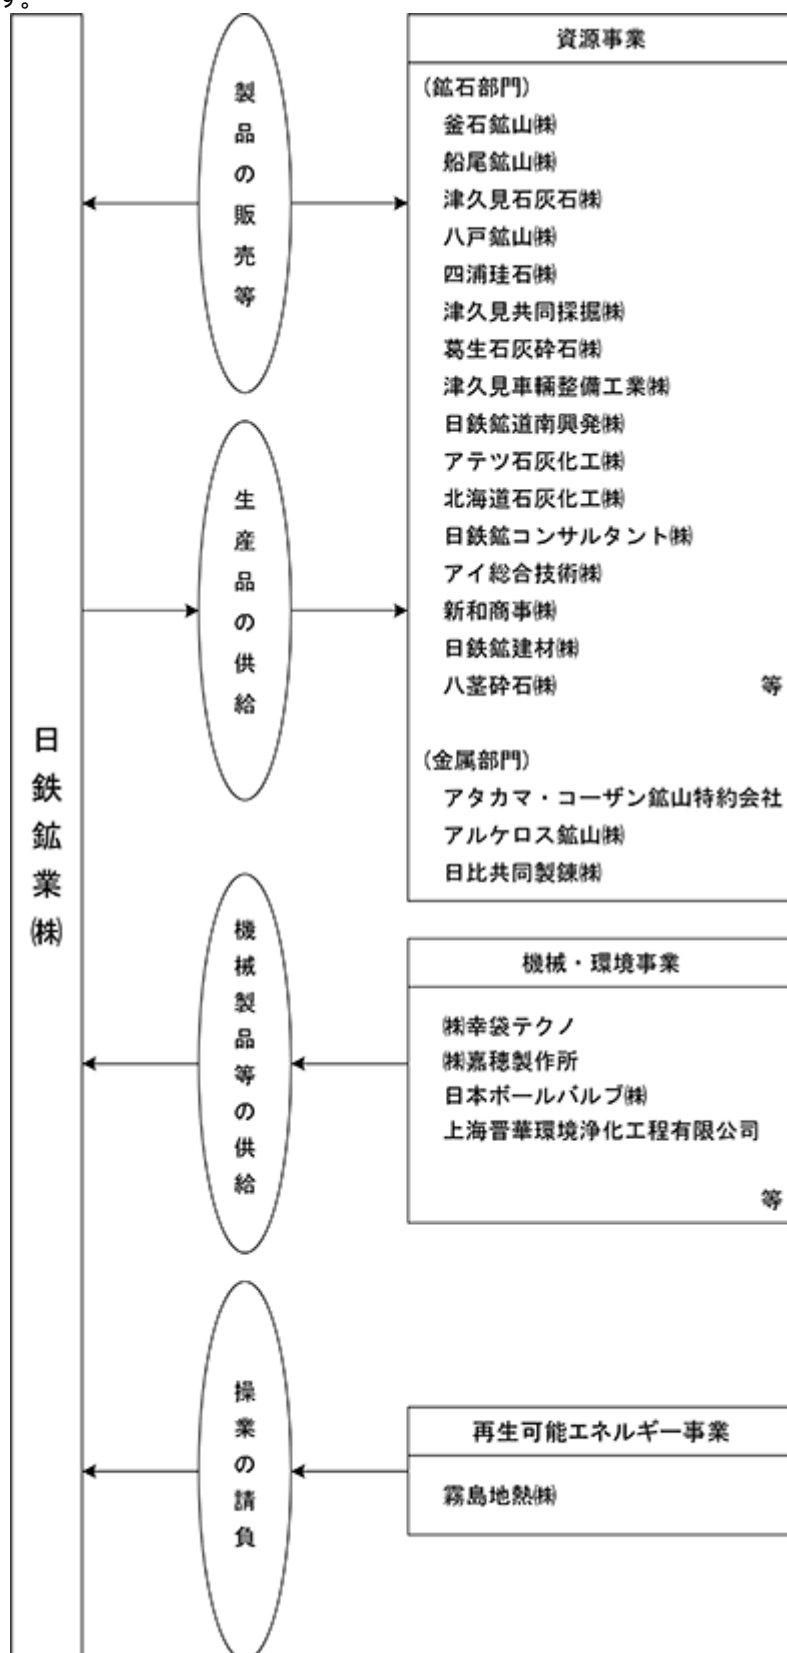 す。
日鉄鉱業㈱
製品の販売等
生産品の供給
機械製品等の供給
操業の請負
資源事業
(鉱石部門)
釜石鉱山㈱
船尾鉱山㈱
津久見石灰石㈱
八戸鉱山㈱
四浦珪石㈱
津久見共同採掘㈱
葛生石灰砕石㈱
津久見車輛整備工業㈱
日鉄鉱道南興発㈱
アテツ石灰化工㈱
北海道石灰化工㈱
日鉄鉱コンサルタント㈱
アイ総合技術㈱
新和商事㈱
日鉄鉱建材㈱
八茎砕石㈱ 等
(金属部門)
アタカマ・コーザン鉱山特約会社
アルケロス鉱山㈱
日比共同製錬㈱
機械・環境事業
㈱幸袋テクノ
㈱嘉穂製作所
日本ボールバルブ㈱
上海晋華環境浄化工程有限公司
等
再生可能エネルギー事業
霧島地熱㈱